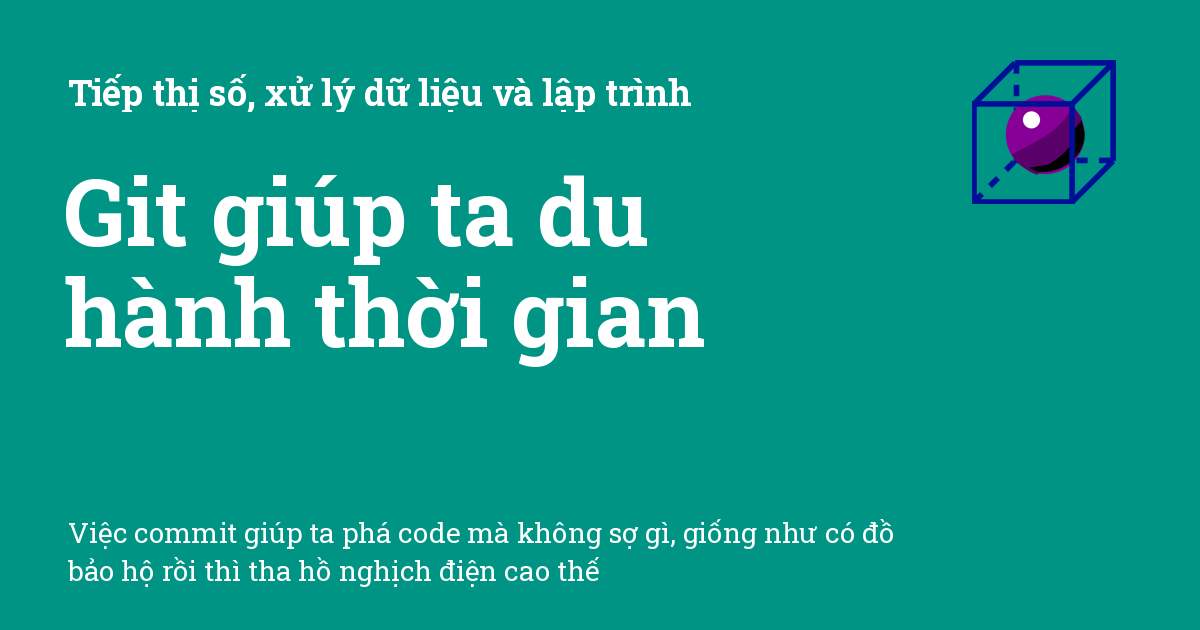 Tiếp thị số, xử lý dữ liệu và lập trình
Git giúp ta du
hành thời gian
Việc commit giúp ta phá code mà không sợ gì, giống như có đồ
bảo hộ rồi thì tha hồ nghịch điện cao thế